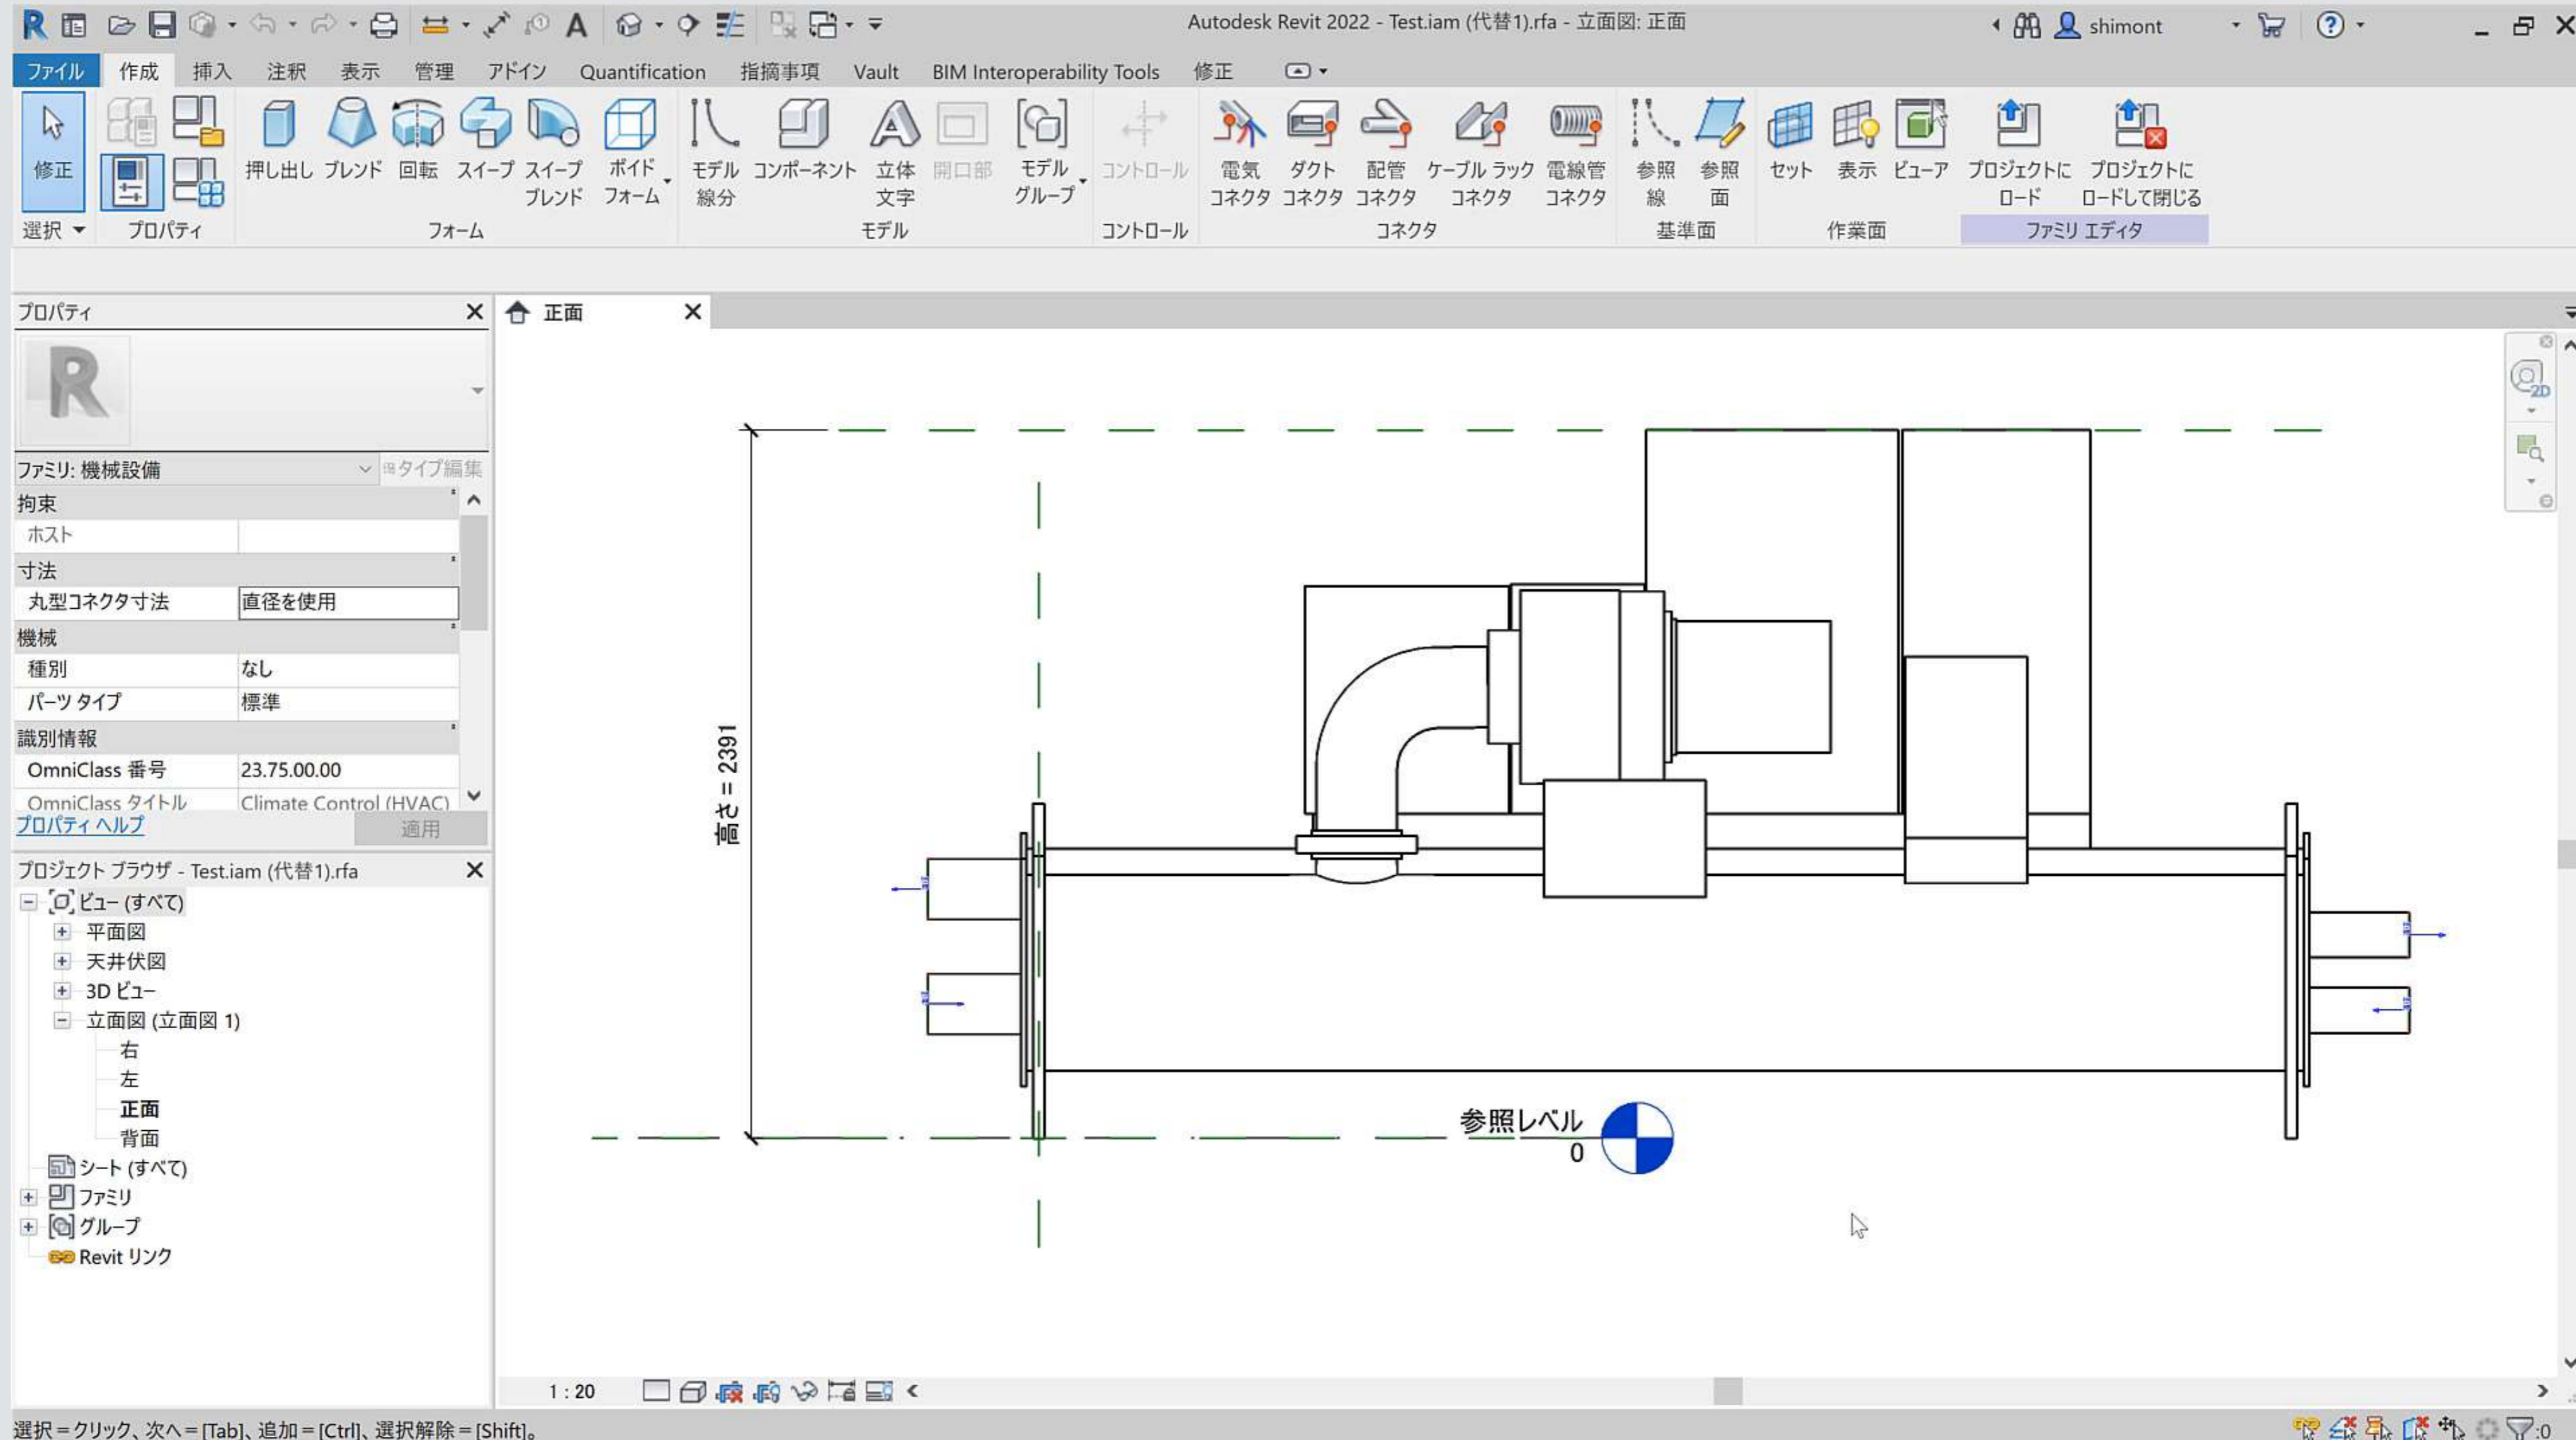 Autodesk Revit 2022 - Test.iam (代替1).rfa - 立面図: 正面
shimont
ファイル 作成 挿入 注釈 表示 管理 アドイン Quantification 指摘事項 Vault BIM Interoperability Tools 修正
修正
押し出し ブレンド 回転 スイープ スイープ ブレンド ボイド フォーム
モデル 線分 コンポーネント 立体 文字 開口部 モデル グループ
コントロール
電気 コネクタ ダクト コネクタ 配管 コネクタ ケーブル ラック コネクタ 電線管 コネクタ
参照 線 参照 面
セット 表示 ビューア
プロジェクトに ロード プロジェクトに ロードして閉じる
選択 プロパティ フォーム モデル コントロール コネクタ 基準面 作業面 ファミリ エディタ
プロパティ
ファミリ: 機械設備 タイプ編集
拘束
ホスト
寸法
丸型コネクタ寸法 直径を使用
機械
種別 なし
パーツ タイプ 標準
識別情報
OmniClass 番号 23.75.00.00
OmniClass タイトル Climate Control (HVAC)
プロパティ ヘルプ 適用
プロジェクト ブラウザ - Test.iam (代替1).rfa
ビュー (すべて)
平面図
天井伏図
3D ビュー
立面図 (立面図 1)
右
左
正面
背面
シート (すべて)
ファミリ
グループ
Revit リンク
正面
2D
高さ = 2391
参照レベル
0
1 : 20
選択 = クリック、次へ = [Tab]、追加 = [Ctrl]、選択解除 = [Shift]。
:0